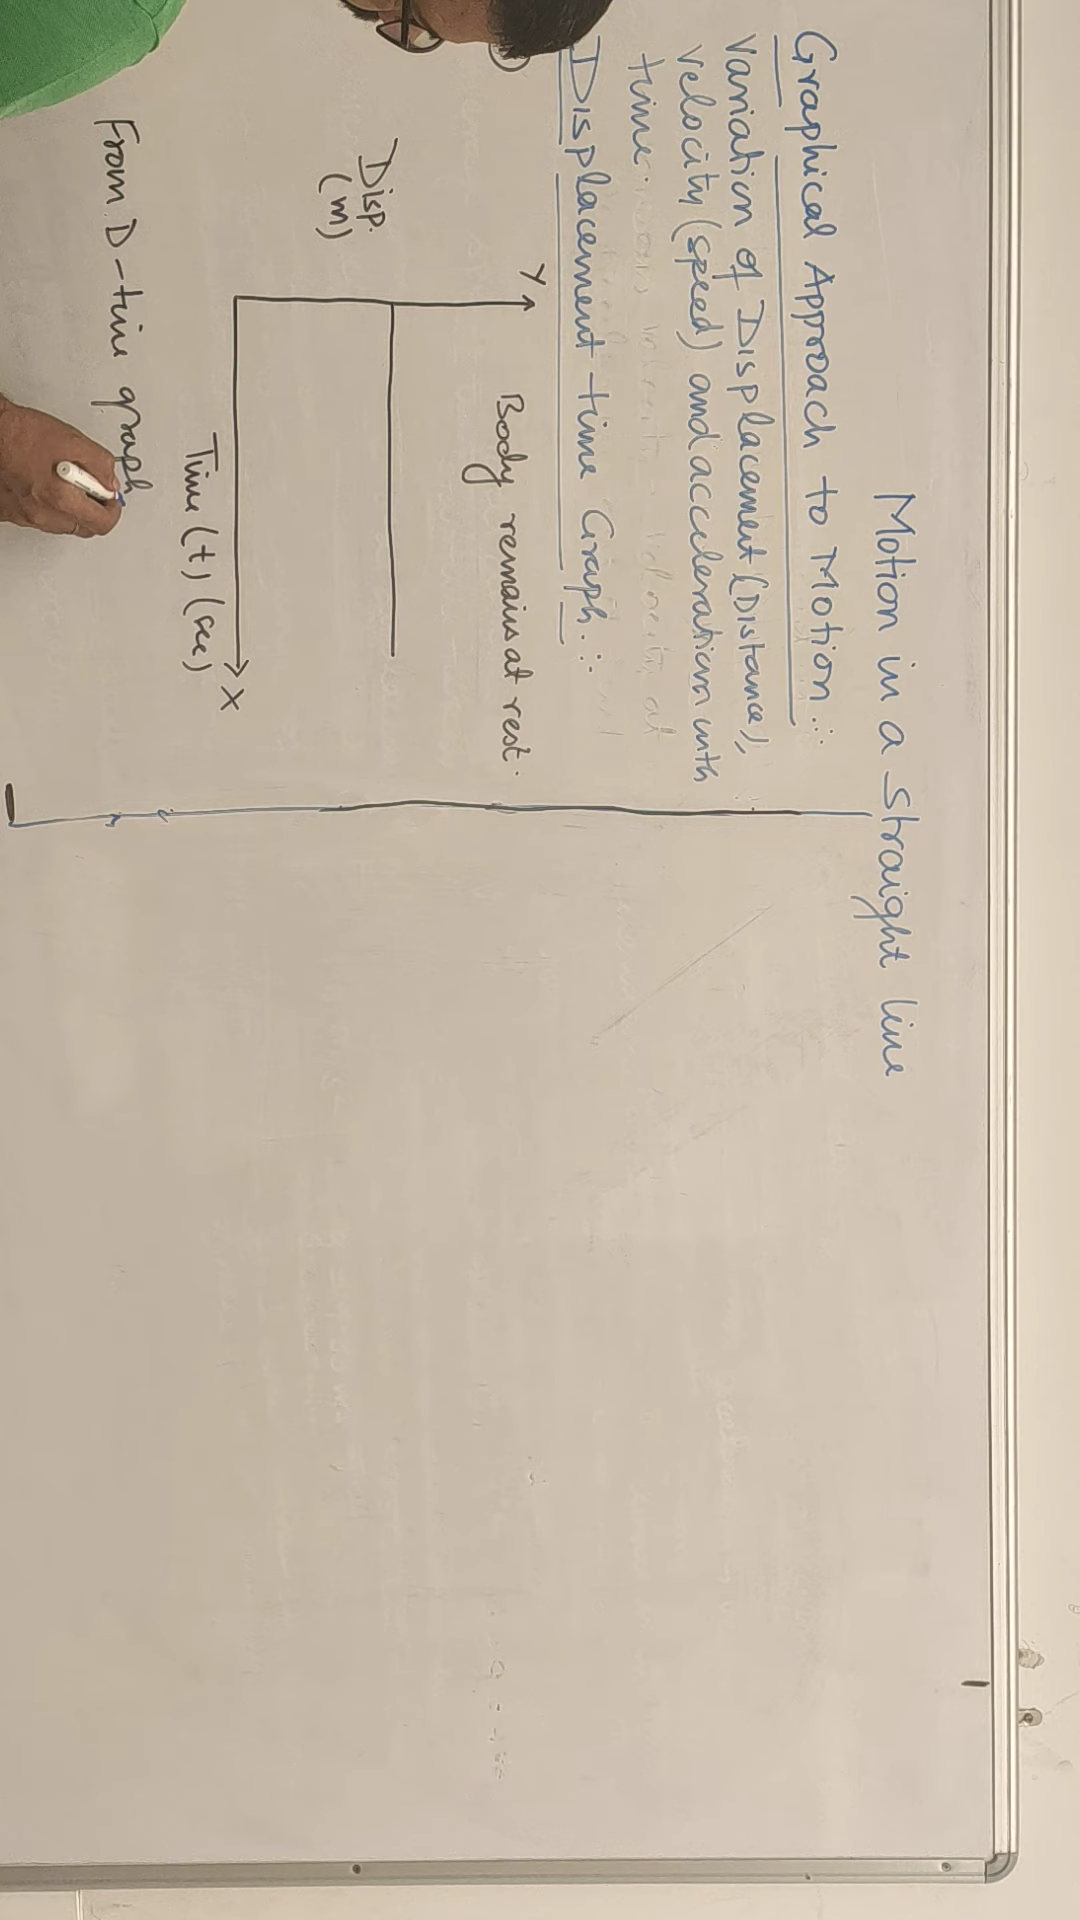 Motion in a Straight line
Graphical Approach to Motion :-
Variation of Displacement (Distance),
velocity (speed) and acceleration with
time.
Displacement-time Graph :-
Y
Body remains at rest.
Disp.
(m)
X
Time (t) (sec)
From D-time graph